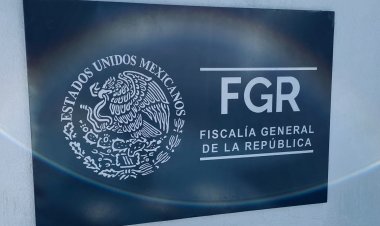 ESTADOS UNIDOS MEXICANOS
FGR
FISCALÍA GENERAL
DE LA REPÚBLICA